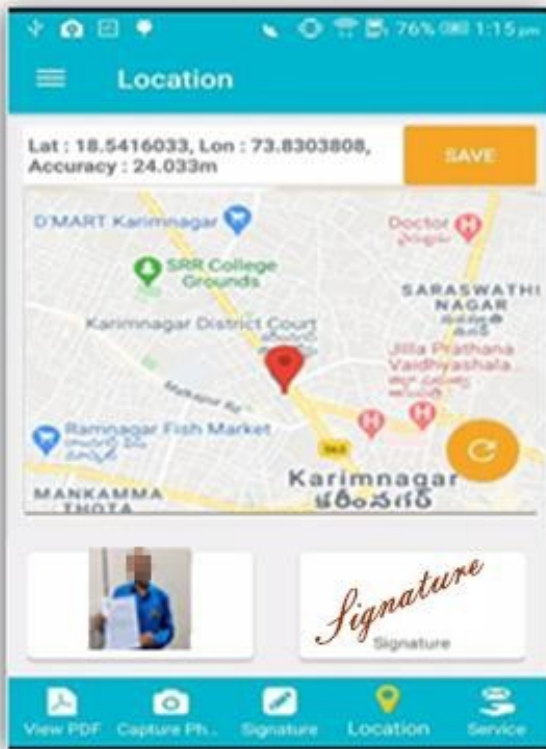 76% 1:15 pm
Location
Lat : 18.5416033, Lon : 73.8303808,
Accuracy : 24.033m
SAVE
D'MART Karimnagar
Doctor
SRR College
Grounds
SARASWATHI
NAGAR
Karimnagar District Court
Jilla Prathana
Vaidhyashala...
Malkapur Rd
Ramnagar Fish Market
Karimnagar
కరీంనగర్
MANKAMMA
THOTA
Signature
Signature
View PDF
Capture Ph..
Signature
Location
Service